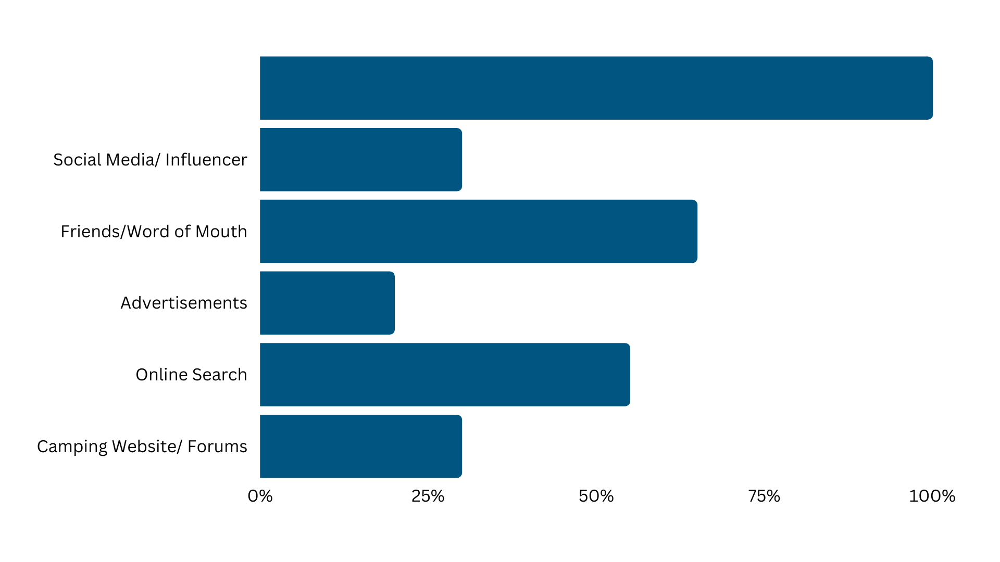 Social Media/ Influencer
Friends/Word of Mouth
Advertisements
Online Search
Camping Website/ Forums
0% 25% 50% 75% 100%